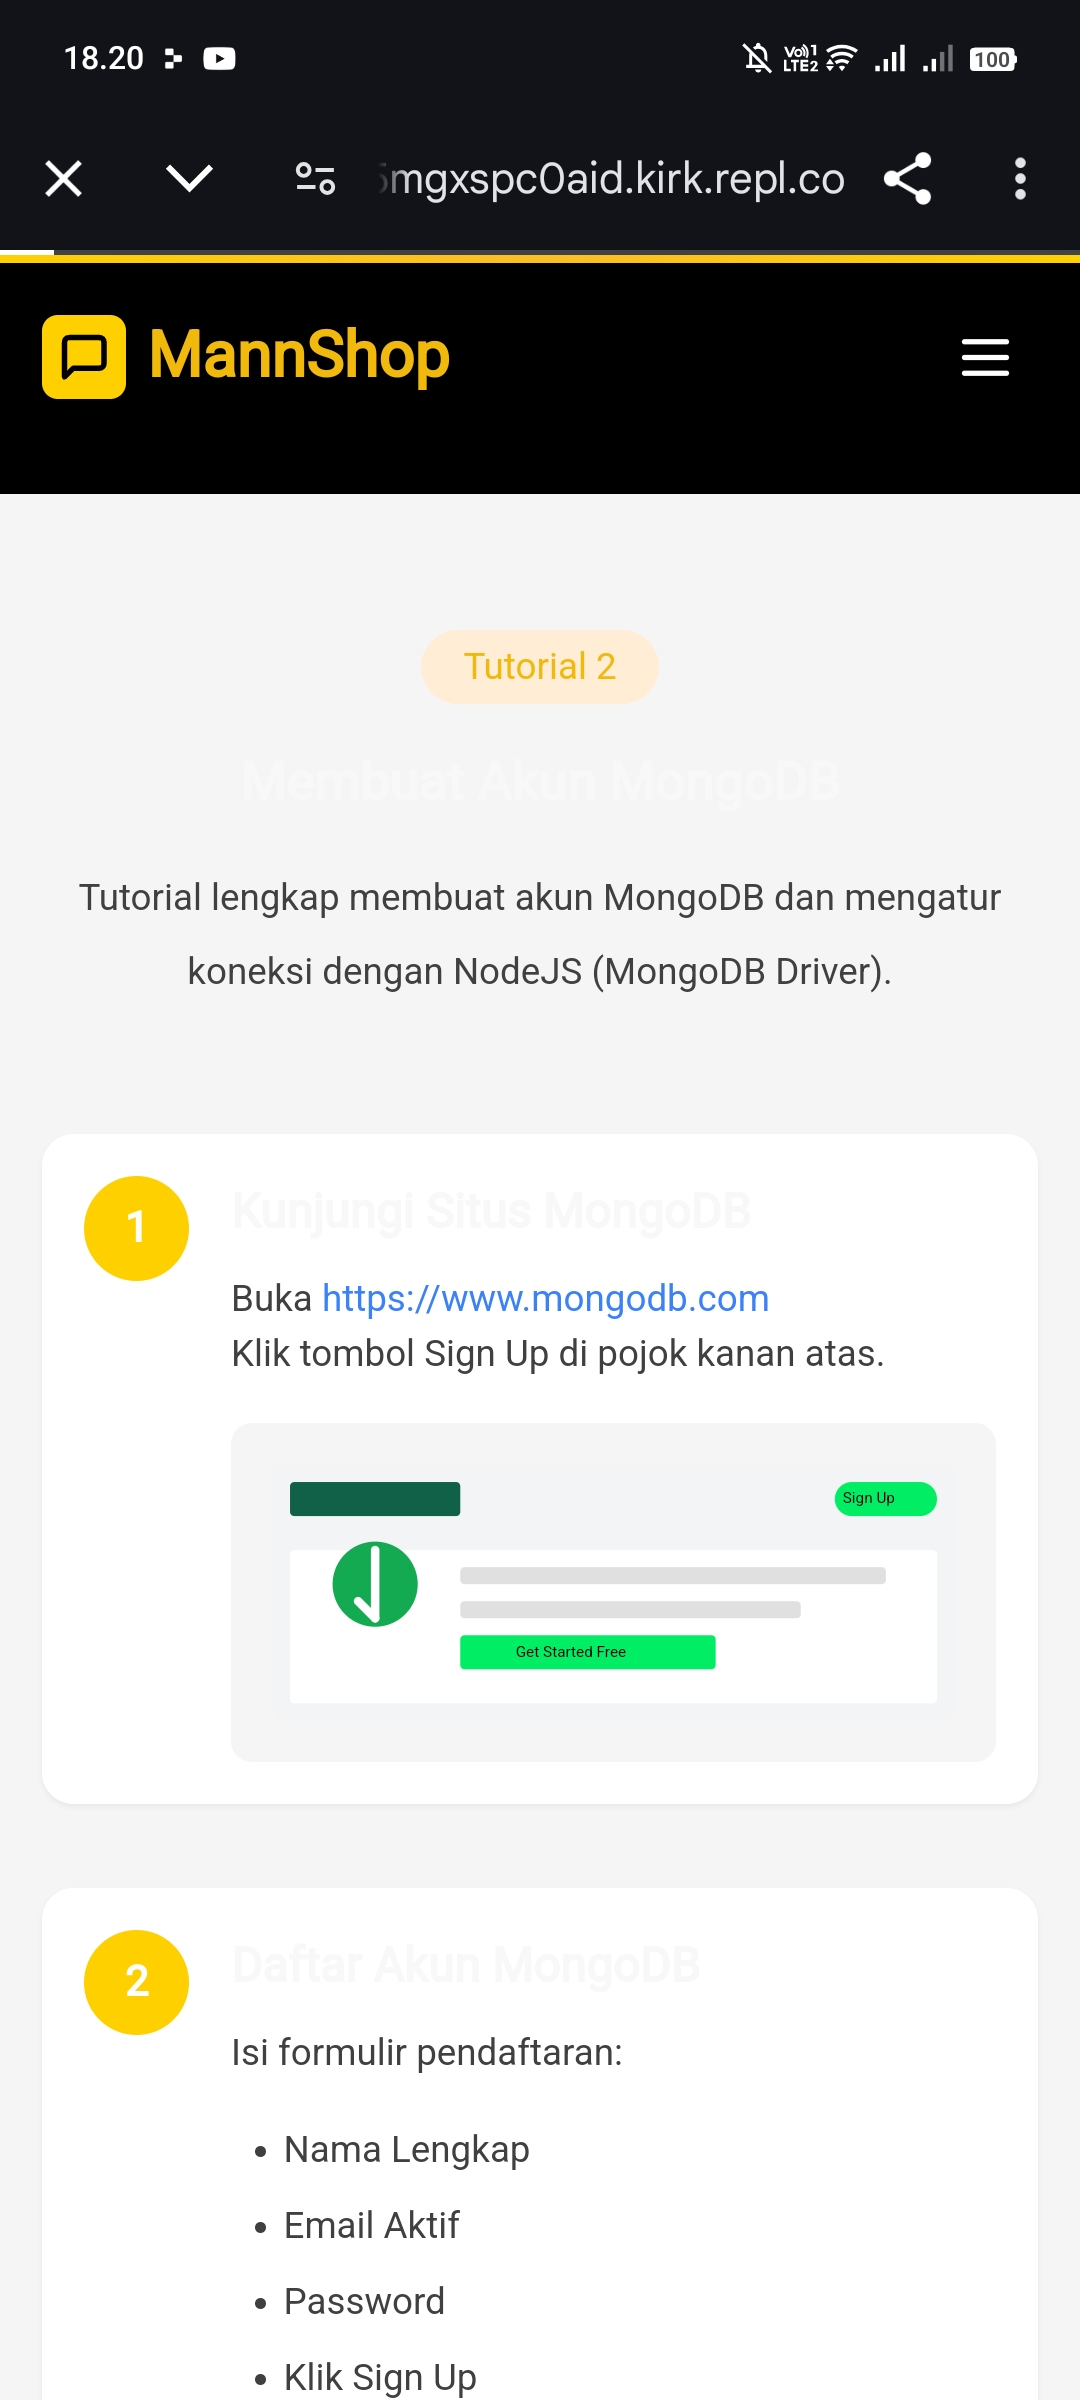 18.20
Vo)) 1
LTE2
100
mgxspc0aid.kirk.repl.co
MannShop
Tutorial 2
Membuat Akun MongoDB
Tutorial lengkap membuat akun MongoDB dan mengatur
koneksi dengan NodeJS (MongoDB Driver).
1
Kunjungi Situs MongoDB
Buka https://www.mongodb.com
Klik tombol Sign Up di pojok kanan atas.
Sign Up
Get Started Free
2
Daftar Akun MongoDB
Isi formulir pendaftaran:
• Nama Lengkap
• Email Aktif
• Password
• Klik Sign Up